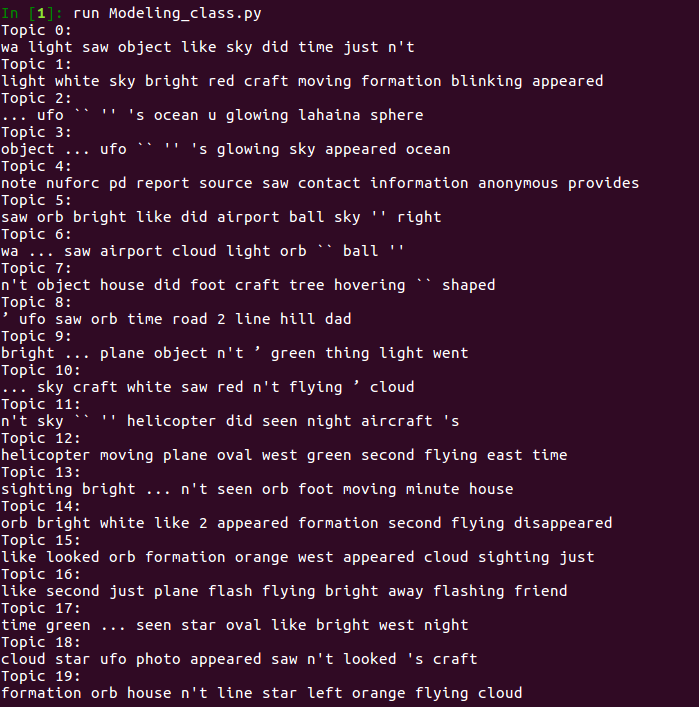 In [1]: run Modeling_class.py
Topic 0:
wa light saw object like sky did time just n't
Topic 1:
light white sky bright red craft moving formation blinking appeared
Topic 2:
... ufo `` '' 's ocean u glowing lahaina sphere
Topic 3:
object ... ufo `` '' 's glowing sky appeared ocean
Topic 4:
note nuforc pd report source saw contact information anonymous provides
Topic 5:
saw orb bright like did airport ball sky '' right
Topic 6:
wa ... saw airport cloud light orb `` ball ''
Topic 7:
n't object house did foot craft tree hovering `` shaped
Topic 8:
’ ufo saw orb time road 2 line hill dad
Topic 9:
bright ... plane object n't ’ green thing light went
Topic 10:
... sky craft white saw red n't flying ’ cloud
Topic 11:
n't sky `` '' helicopter did seen night aircraft 's
Topic 12:
helicopter moving plane oval west green second flying east time
Topic 13:
sighting bright ... n't seen orb foot moving minute house
Topic 14:
orb bright white like 2 appeared formation second flying disappeared
Topic 15:
like looked orb formation orange west appeared cloud sighting just
Topic 16:
like second just plane flash flying bright away flashing friend
Topic 17:
time green ... seen star oval like bright west night
Topic 18:
cloud star ufo photo appeared saw n't looked 's craft
Topic 19:
formation orb house n't line star left orange flying cloud